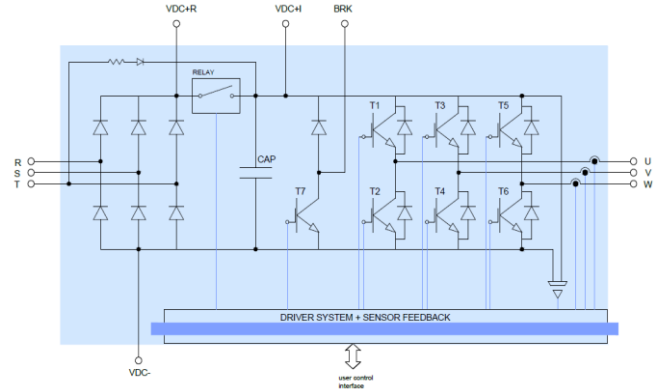 VDC+R
VDC+I
BRK
RELAY
T1
T3
T5
R
S
T
CAP
U
V
W
T7
T2
T4
T6
DRIVER SYSTEM + SENSOR FEEDBACK
VDC-
user control
interface